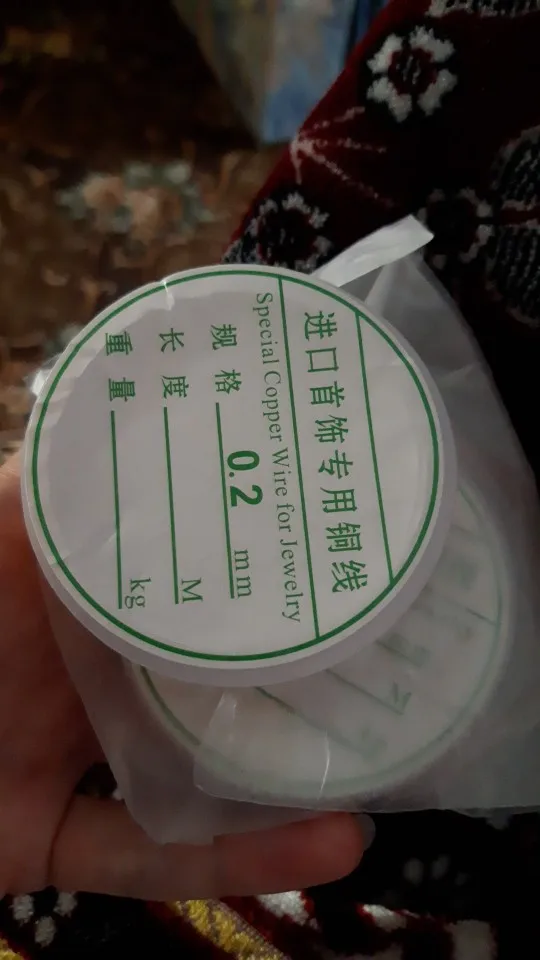 进口首饰专用铜线
Special Copper Wire for Jewelry
规格 0.2 mm
长度 M
重量 kg